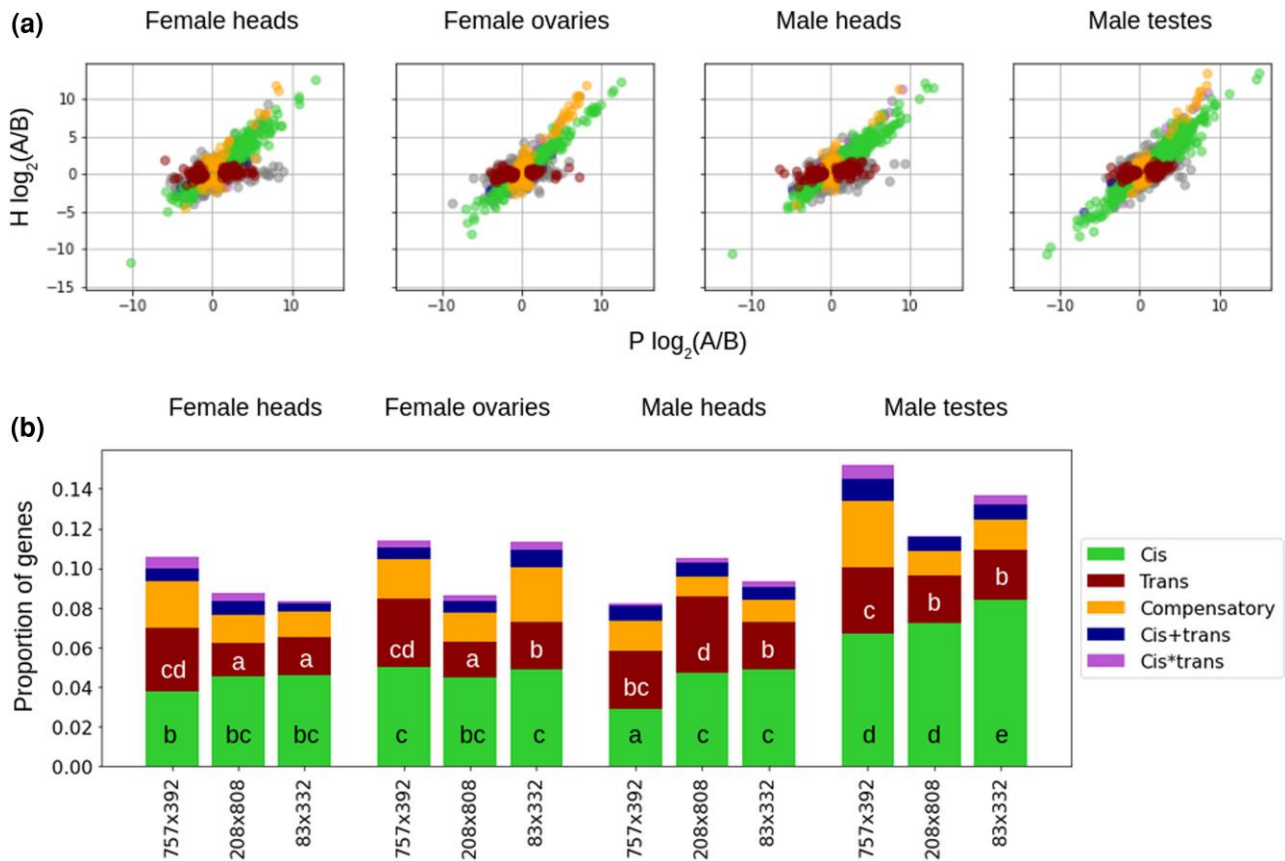 (a)
Female heads Female ovaries Male heads Male testes
H log2(A/B)
10
5
0
−5
−10
−15
−10 0 10 −10 0 10 −10 0 10 −10 0 10
P log2(A/B)
(b)
Female heads Female ovaries Male heads Male testes
Proportion of genes
0.14
0.12
0.10
0.08
0.06
0.04
0.02
0.00
cd a a cd a b bc d b c b b
b bc bc c bc c a c c d d e
757x392 208x808 83x332 757x392 208x808 83x332 757x392 208x808 83x332 757x392 208x808 83x332
Cis
Trans
Compensatory
Cis+trans
Cis*trans